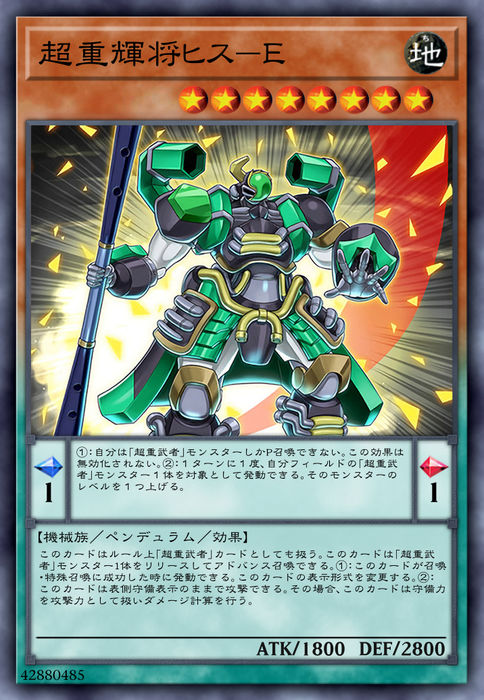 超重輝将ヒス－E
地
①：自分は「超重武者」モンスターしかP召喚できない。この効果は
無効化されない。②：１ターンに１度、自分フィールドの「超重武
者」モンスター１体を対象として発動できる。そのモンスターの
レベルを１つ上げる。
1
1
【機械族／ペンデュラム／効果】
このカードはルール上「超重武者」カードとしても扱う。このカードは「超重武
者」モンスター1体をリリースしてアドバンス召喚できる。①：このカードが召喚
・特殊召喚に成功した時に発動できる。このカードの表示形式を変更する。②：
このカードは表側守備表示のままで攻撃できる。その場合、このカードは守備力
を攻撃力として扱いダメージ計算を行う。
ATK/1800 DEF/2800
42880485